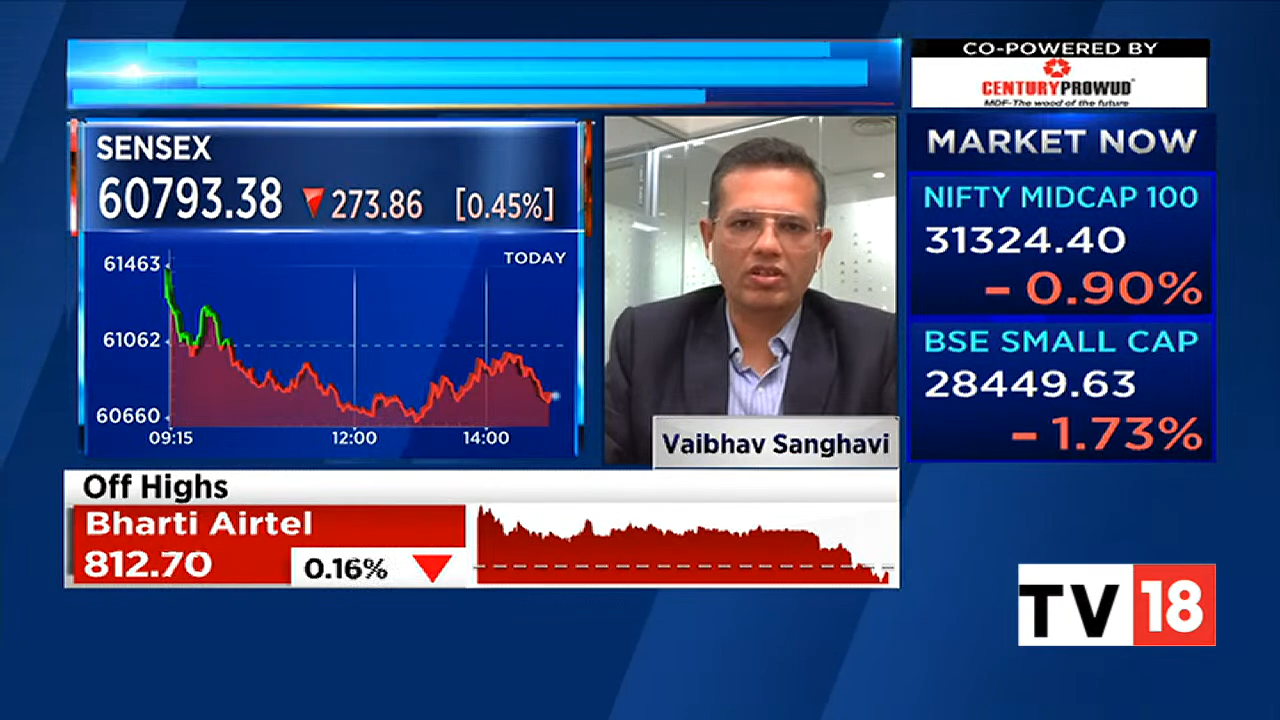 CO-POWERED BY
CENTURYPROWUD
MDF-The wood of the future
SENSEX
60793.38 ▼ 273.86 [0.45%]
TODAY
61463
61062
60660
09:15 12:00 14:00
Vaibhav Sanghavi
MARKET NOW
NIFTY MIDCAP 100
31324.40
- 0.90%
BSE SMALL CAP
28449.63
- 1.73%
Off Highs
Bharti Airtel
812.70 0.16% ▼
TV 18